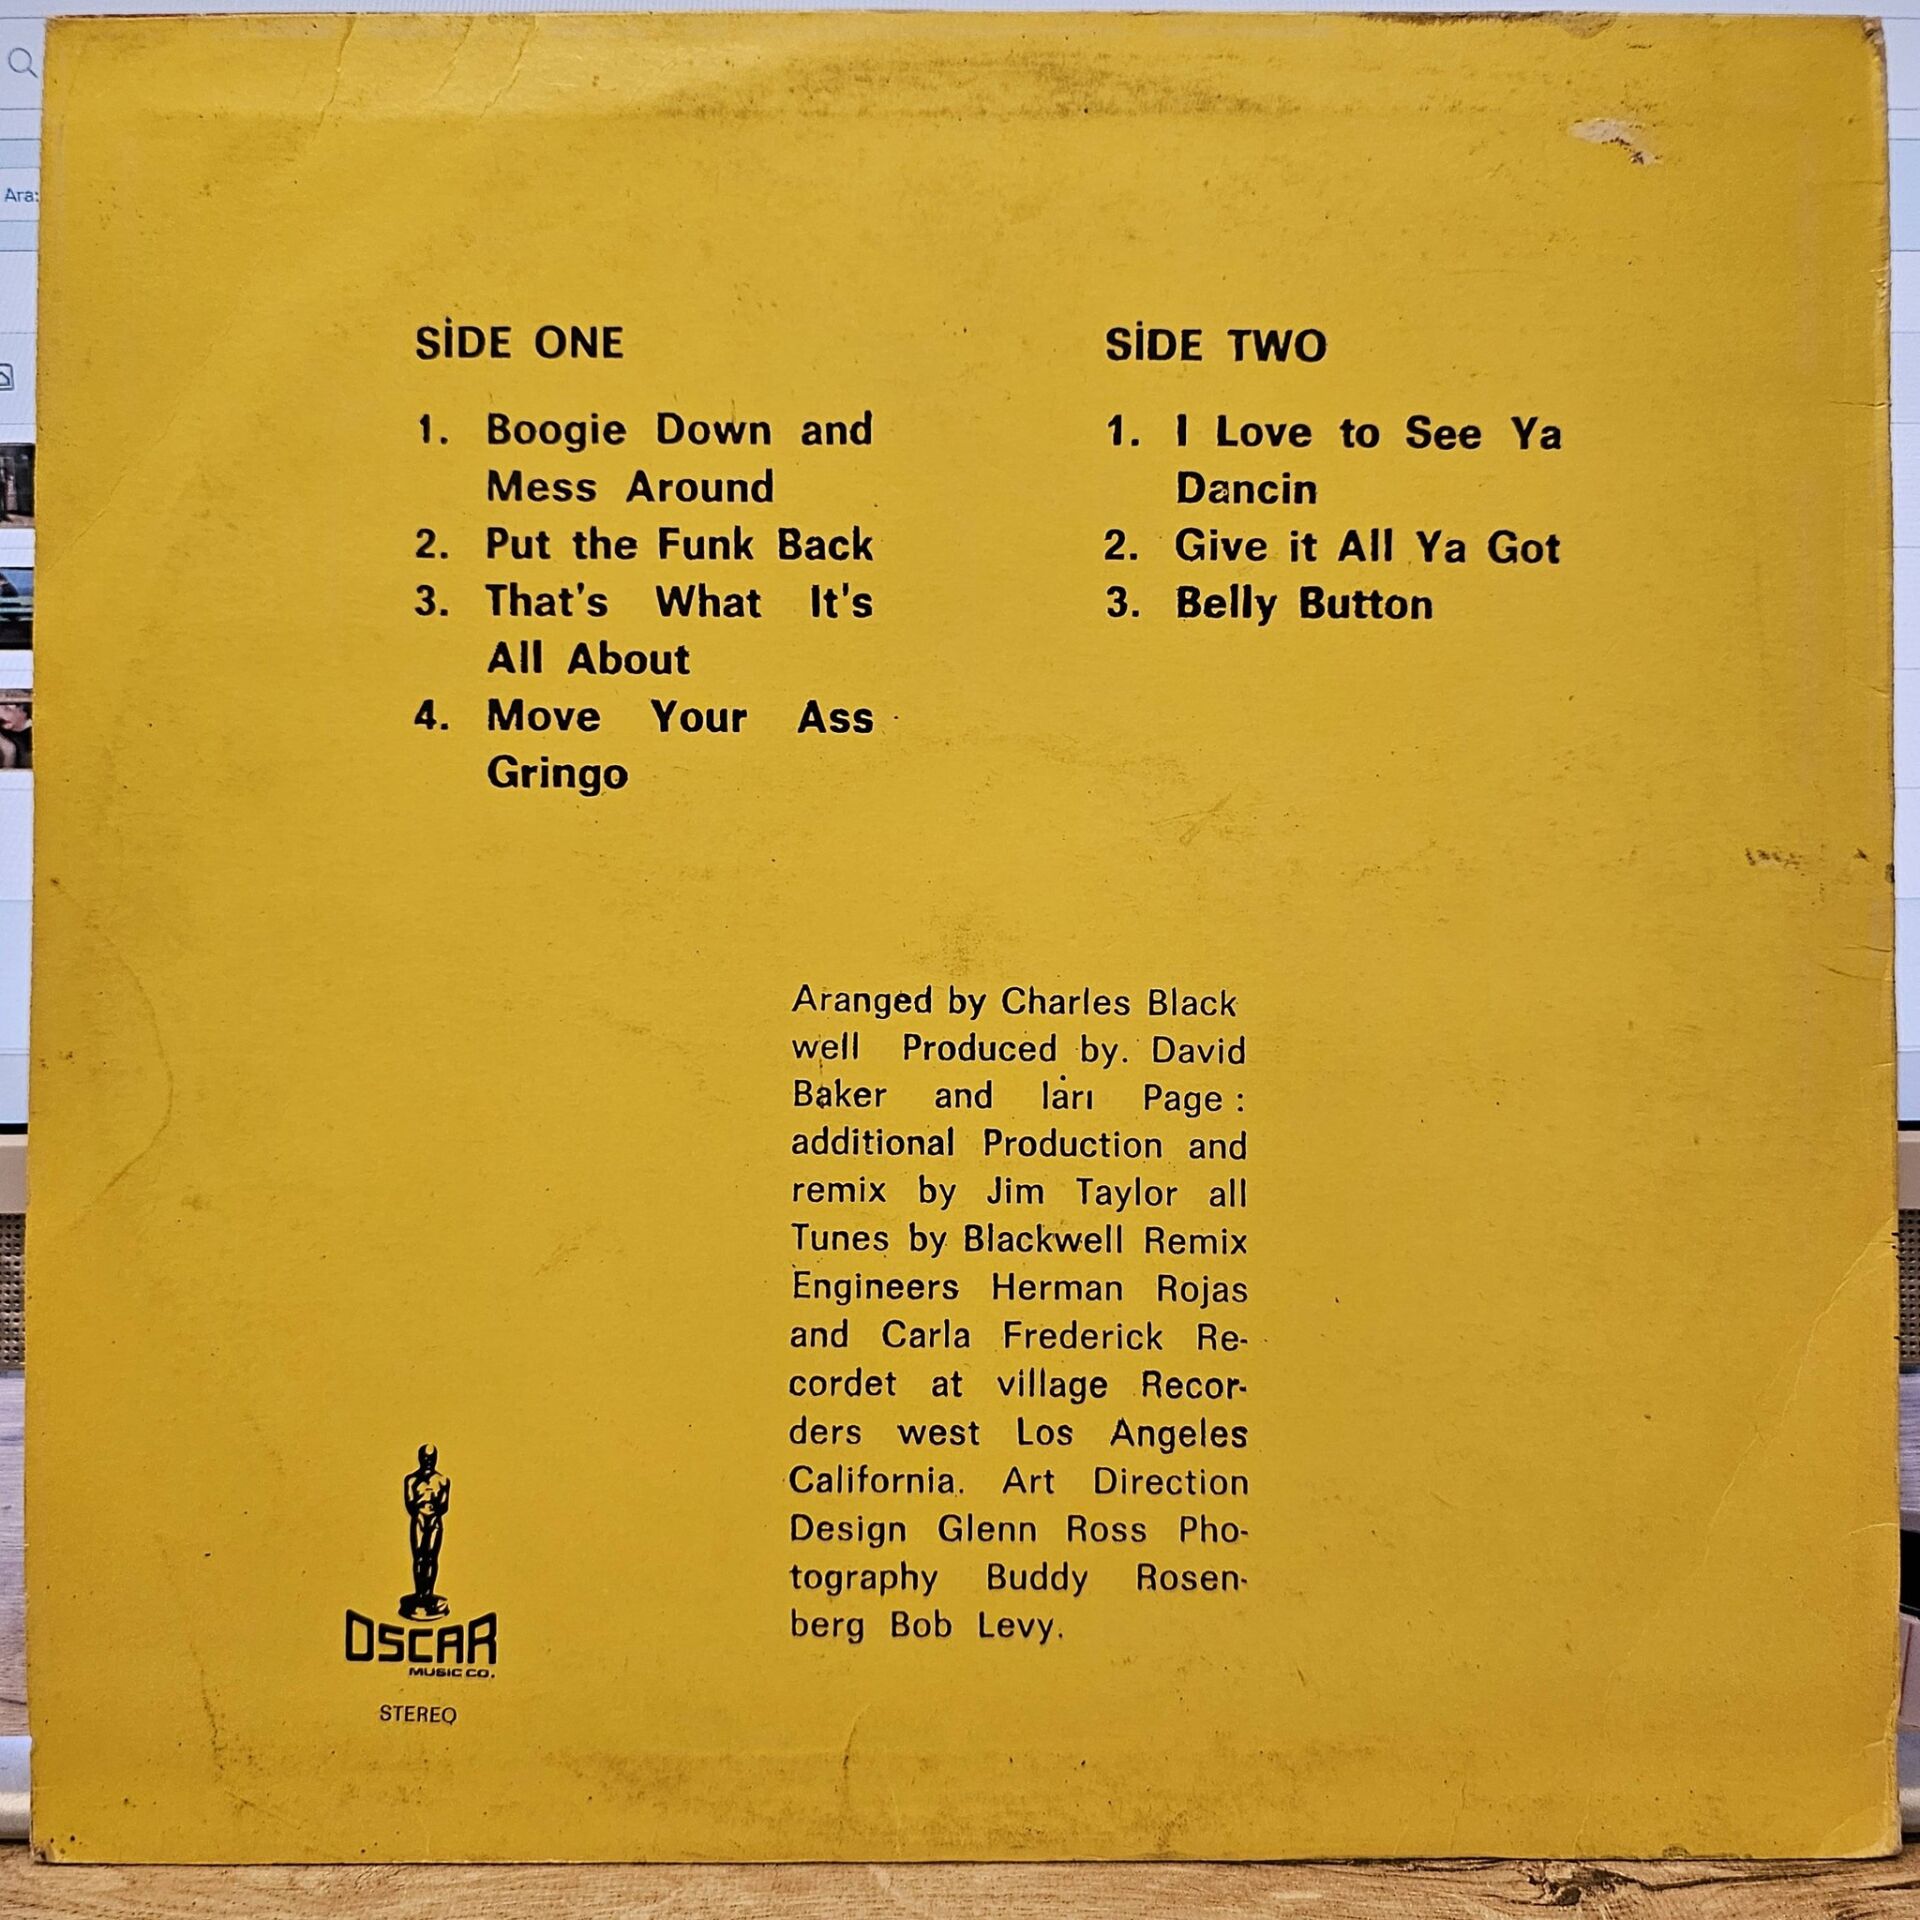 Ara:
SİDE ONE
1. Boogie Down and
Mess Around
2. Put the Funk Back
3. That's What It's
All About
4. Move Your Ass
Gringo
SİDE TWO
1. I Love to See Ya
Dancin
2. Give it All Ya Got
3. Belly Button
Aranged by Charles Black
well Produced by. David
Baker and ları Page :
additional Production and
remix by Jim Taylor all
Tunes by Blackwell Remix
Engineers Herman Rojas
and Carla Frederick Re-
cordet at village Recor-
ders west Los Angeles
California. Art Direction
Design Glenn Ross Pho-
tography Buddy Rosen-
berg Bob Levy.
OSCAR
MUSIC CO.
STEREO